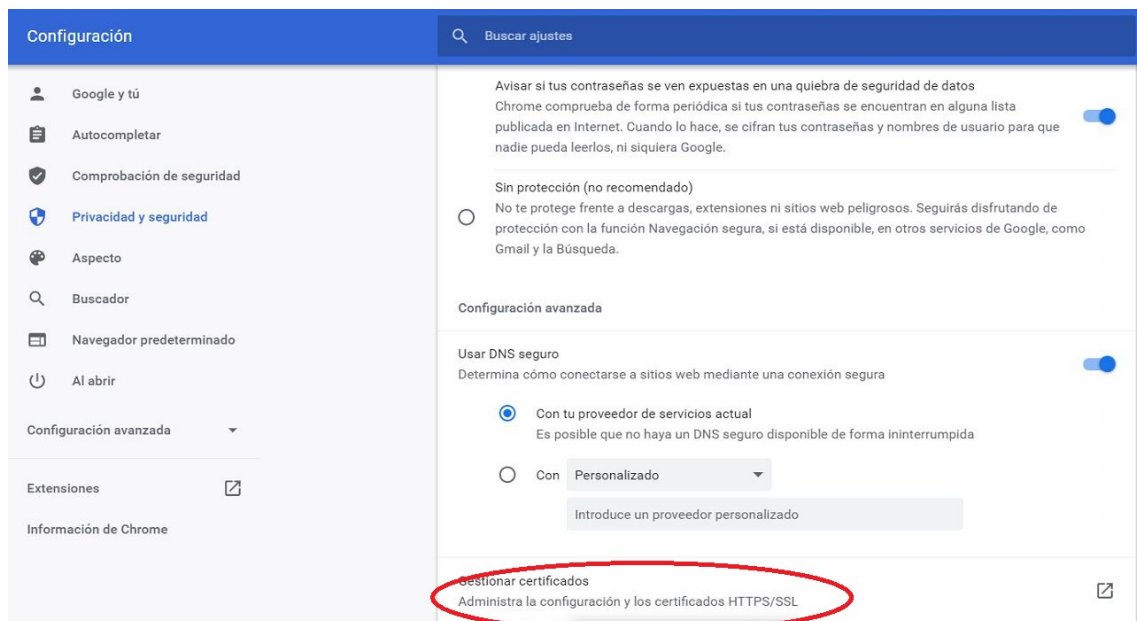 Configuración
Buscar ajustes
Google y tú
Autocompletar
Comprobación de seguridad
Privacidad y seguridad
Aspecto
Buscador
Navegador predeterminado
Al abrir
Configuración avanzada
Extensiones
Información de Chrome
Avisar si tus contraseñas se ven expuestas en una quiebra de seguridad de datos
Chrome comprueba de forma periódica si tus contraseñas se encuentran en alguna lista
publicada en Internet. Cuando lo hace, se cifran tus contraseñas y nombres de usuario para que
nadie pueda leerlos, ni siquiera Google.
Sin protección (no recomendado)
No te protege frente a descargas, extensiones ni sitios web peligrosos. Seguirás disfrutando de
protección con la función Navegación segura, si está disponible, en otros servicios de Google, como
Gmail y la Búsqueda.
Configuración avanzada
Usar DNS seguro
Determina cómo conectarse a sitios web mediante una conexión segura
Con tu proveedor de servicios actual
Es posible que no haya un DNS seguro disponible de forma ininterrumpida
Con Personalizado
Introduce un proveedor personalizado
Gestionar certificados
Administra la configuración y los certificados HTTPS/SSL